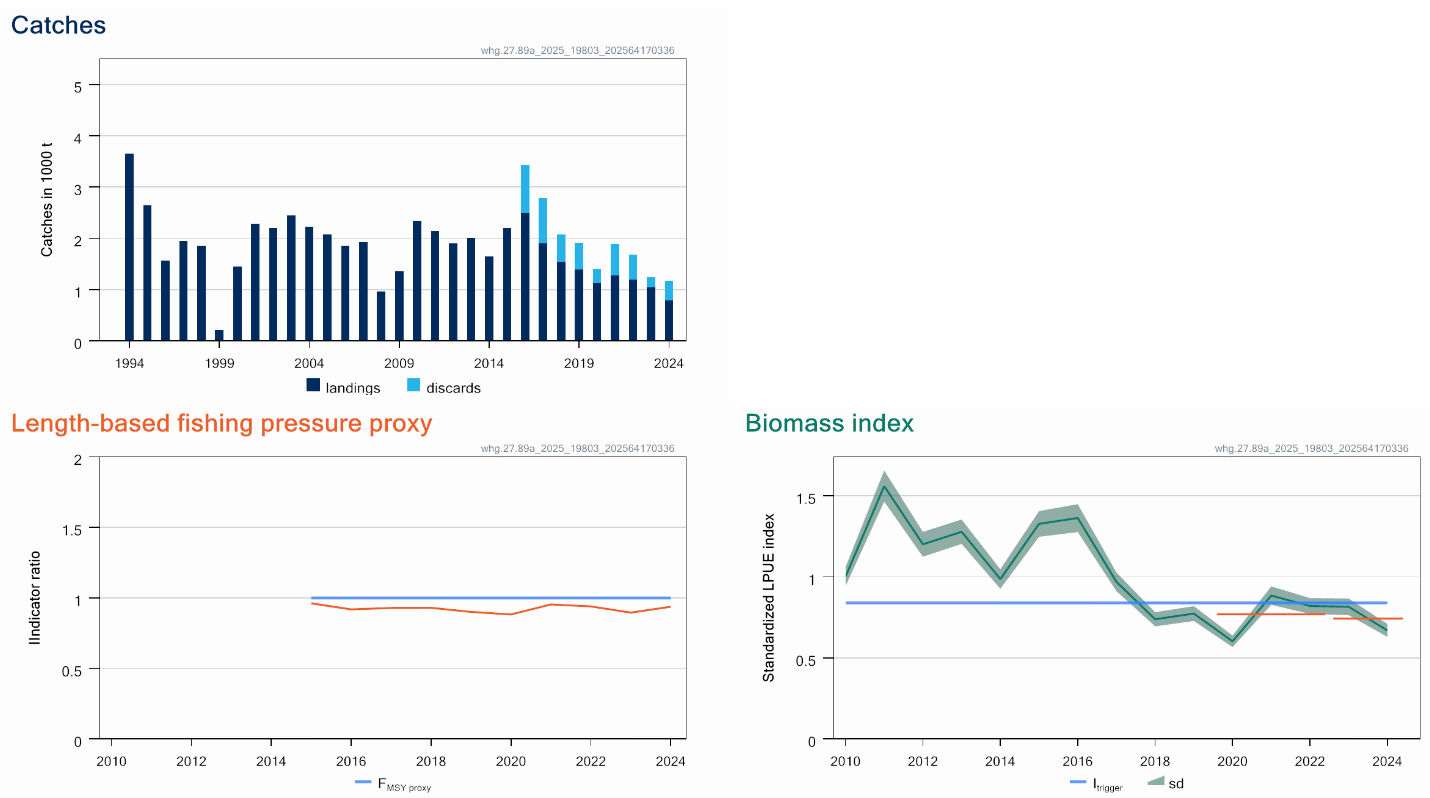 Catches
whg.27.89a_2025_19803_202564170336
Catches in 1000 t
5
4
3
2
1
0
1994 1999 2004 2009 2014 2019 2024
landings discards
Length-based fishing pressure proxy
whg.27.89a_2025_19803_202564170336
IIndicator ratio
2
1.5
1
0.5
0
2010 2012 2014 2016 2018 2020 2022 2024
FMSY proxy
Biomass index
whg.27.89a_2025_19803_202564170336
Standardized LPUE index
1.5
1
0.5
0
2010 2012 2014 2016 2018 2020 2022 2024
Itrigger sd